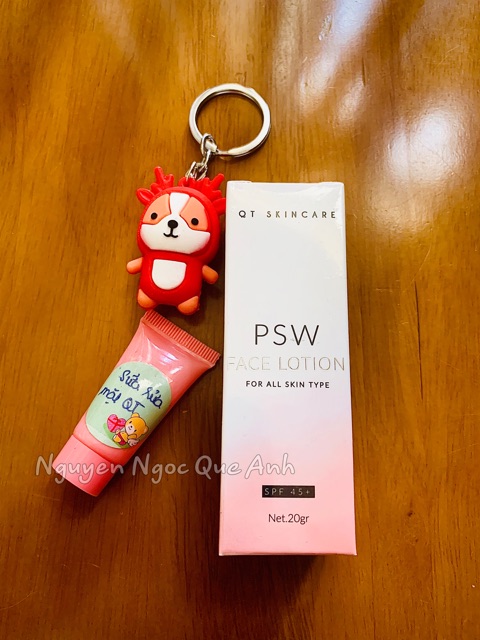 QT SKINCARE
PSW
FACE LOTION
FOR ALL SKIN TYPE
SPF 45+
Net.20gr
Sữa rửa
mặt QT
Nguyen Ngoc Que Anh